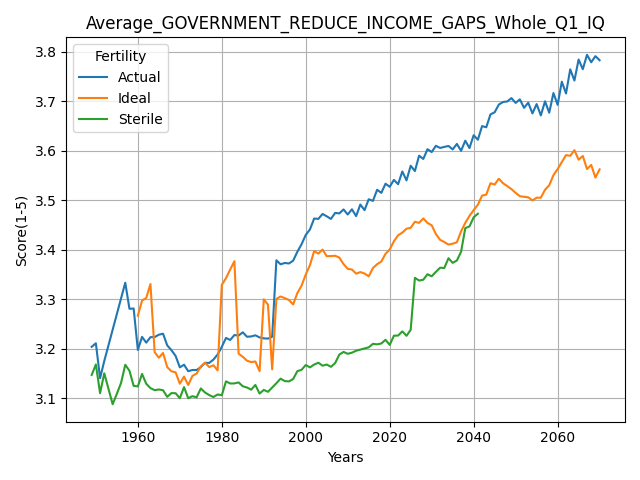 Average_GOVERNMENT_REDUCE_INCOME_GAPS_Whole_Q1_IQ
Fertility
Actual
Ideal
Sterile
Score(1-5)
3.8
3.7
3.6
3.5
3.4
3.3
3.2
3.1
1960 1980 2000 2020 2040 2060
Years